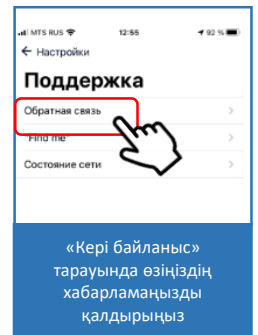 MTS RUS 12:55 92 %
← Настройки
Поддержка
Обратная связь
"Find me"
Состояние сети
«Кері байланыс»
тарауында өзіңіздің
хабарламаңызды
қалдырыңыз